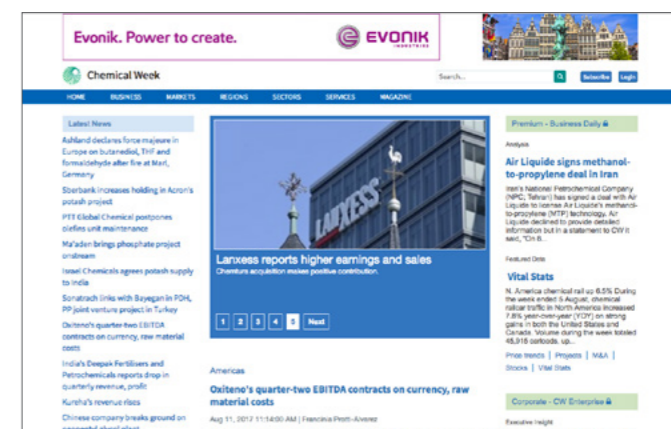 Evonik. Power to create.
EVONIK
INDUSTRIES
Chemical Week
Search...
Subscribe
Login
HOME BUSINESS MARKETS REGIONS SECTORS SERVICES MAGAZINE
Latest News
Ashland declares force majeure in
Europe on butanediol, THF and
formaldehyde after fire at Marl,
Germany
Sberbank increases holding in Acron's
potash project
PTT Global Chemical postpones
olefins unit maintenance
Ma'aden brings phosphate project
onstream
Israel Chemicals agrees potash supply
to India
Sonatrach links with Bayegan in PDH,
PP joint venture project in Turkey
Oxiteno's quarter-two EBITDA
contracts on currency, raw material
costs
India's Deepak Fertilisers and
Petrochemicals reports drop in
quarterly revenue, profit
Kureha's revenue rises
Chinese company breaks ground on
LANXESS
Lanxess reports higher earnings and sales
Chemtura acquisition makes positive contribution.
1 2 3 4 5 Next
Americas
Oxiteno's quarter-two EBITDA contracts on currency, raw
material costs
Aug 11, 2017 11:14:00 AM | Francinia Protti-Alvarez
Premium - Business Daily
Analysis
Air Liquide signs methanol-
to-propylene deal in Iran
Iran's National Petrochemical Company
(NPC; Tehran) has signed a deal with Air
Liquide to license Air Liquide's methanol-
to-propylene (MTP) technology. Air
Liquide declined to provide detailed
information but in a statement to CW it
said, "On 8...
Featured Data
Vital Stats
N. America chemical rail up 6.5% During
the week ended 5 August, chemical
railcar traffic in North America increased
7.8% year-over-year (YOY) on strong
gains in both the United States and
Canada. Volume during the week totaled
45,915 carloads, up...
Price trends | Projects | M&A |
Stocks | Vital Stats
Corporate - CW Enterprise
Executive Insight